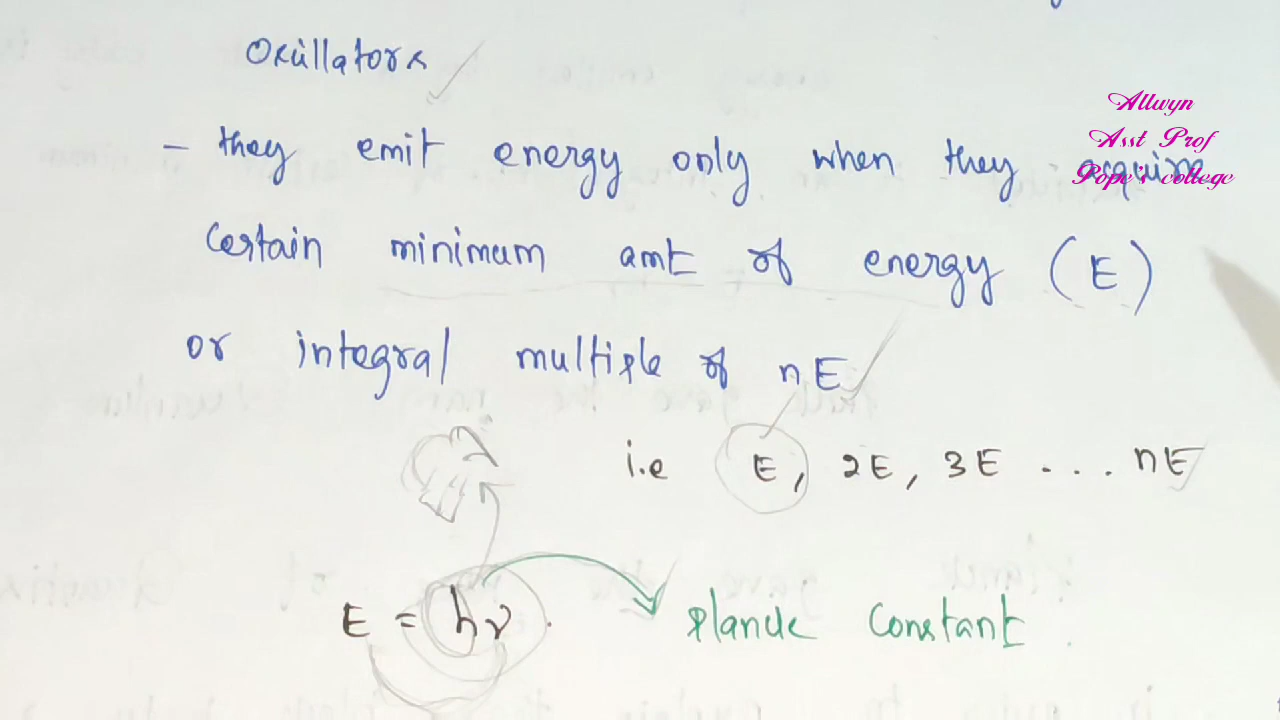 Oscillators
Allwyn
Asst Prof
Pope's college
- they emit energy only when they acquire
Certain minimum amt of energy (E)
or integral multiple of nE
i.e E, 2E, 3E . ... nE
E = hν . Planck Constant.